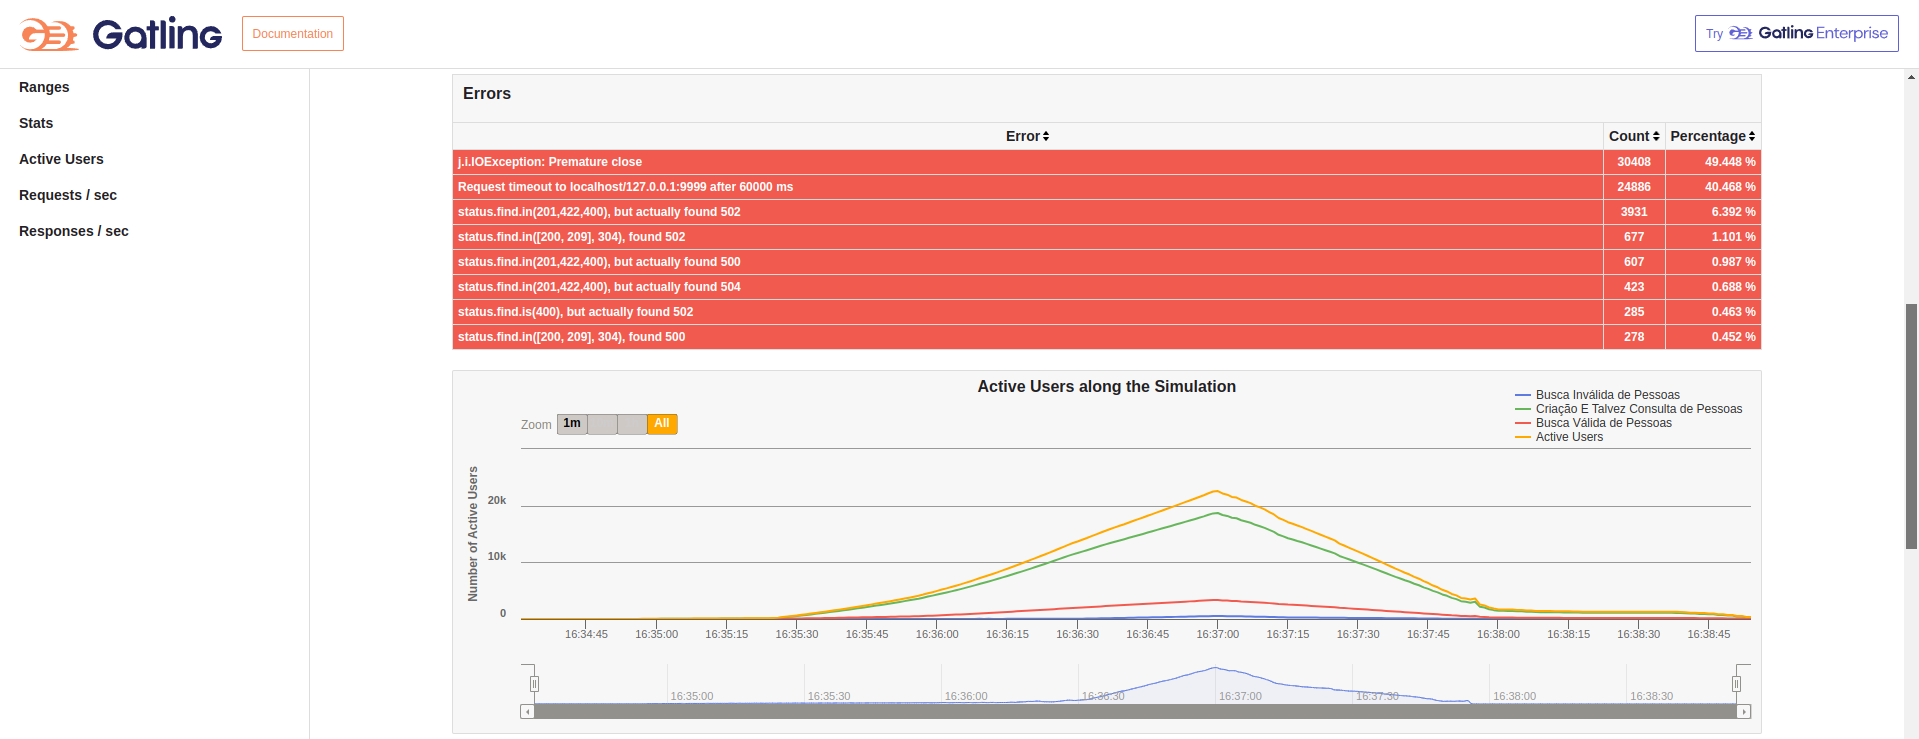 Gatling
Documentation
Try Gatling Enterprise
Ranges
Stats
Active Users
Requests / sec
Responses / sec
Errors
Error Count Percentage
j.i.IOException: Premature close 30408 49.448 %
Request timeout to localhost/127.0.0.1:9999 after 60000 ms 24886 40.468 %
status.find.in(201,422,400), but actually found 502 3931 6.392 %
status.find.in([200, 209], 304), found 502 677 1.101 %
status.find.in(201,422,400), but actually found 500 607 0.987 %
status.find.in(201,422,400), but actually found 504 423 0.688 %
status.find.is(400), but actually found 502 285 0.463 %
status.find.in([200, 209], 304), found 500 278 0.452 %
Active Users along the Simulation
Busca Inválida de Pessoas
Criação E Talvez Consulta de Pessoas
Busca Válida de Pessoas
Active Users
Zoom 1m All
Number of Active Users
20k
10k
0
16:34:45 16:35:00 16:35:15 16:35:30 16:35:45 16:36:00 16:36:15 16:36:30 16:36:45 16:37:00 16:37:15 16:37:30 16:37:45 16:38:00 16:38:15 16:38:30 16:38:45
16:35:00 16:35:30 16:36:00 16:36:30 16:37:00 16:37:30 16:38:00 16:38:30